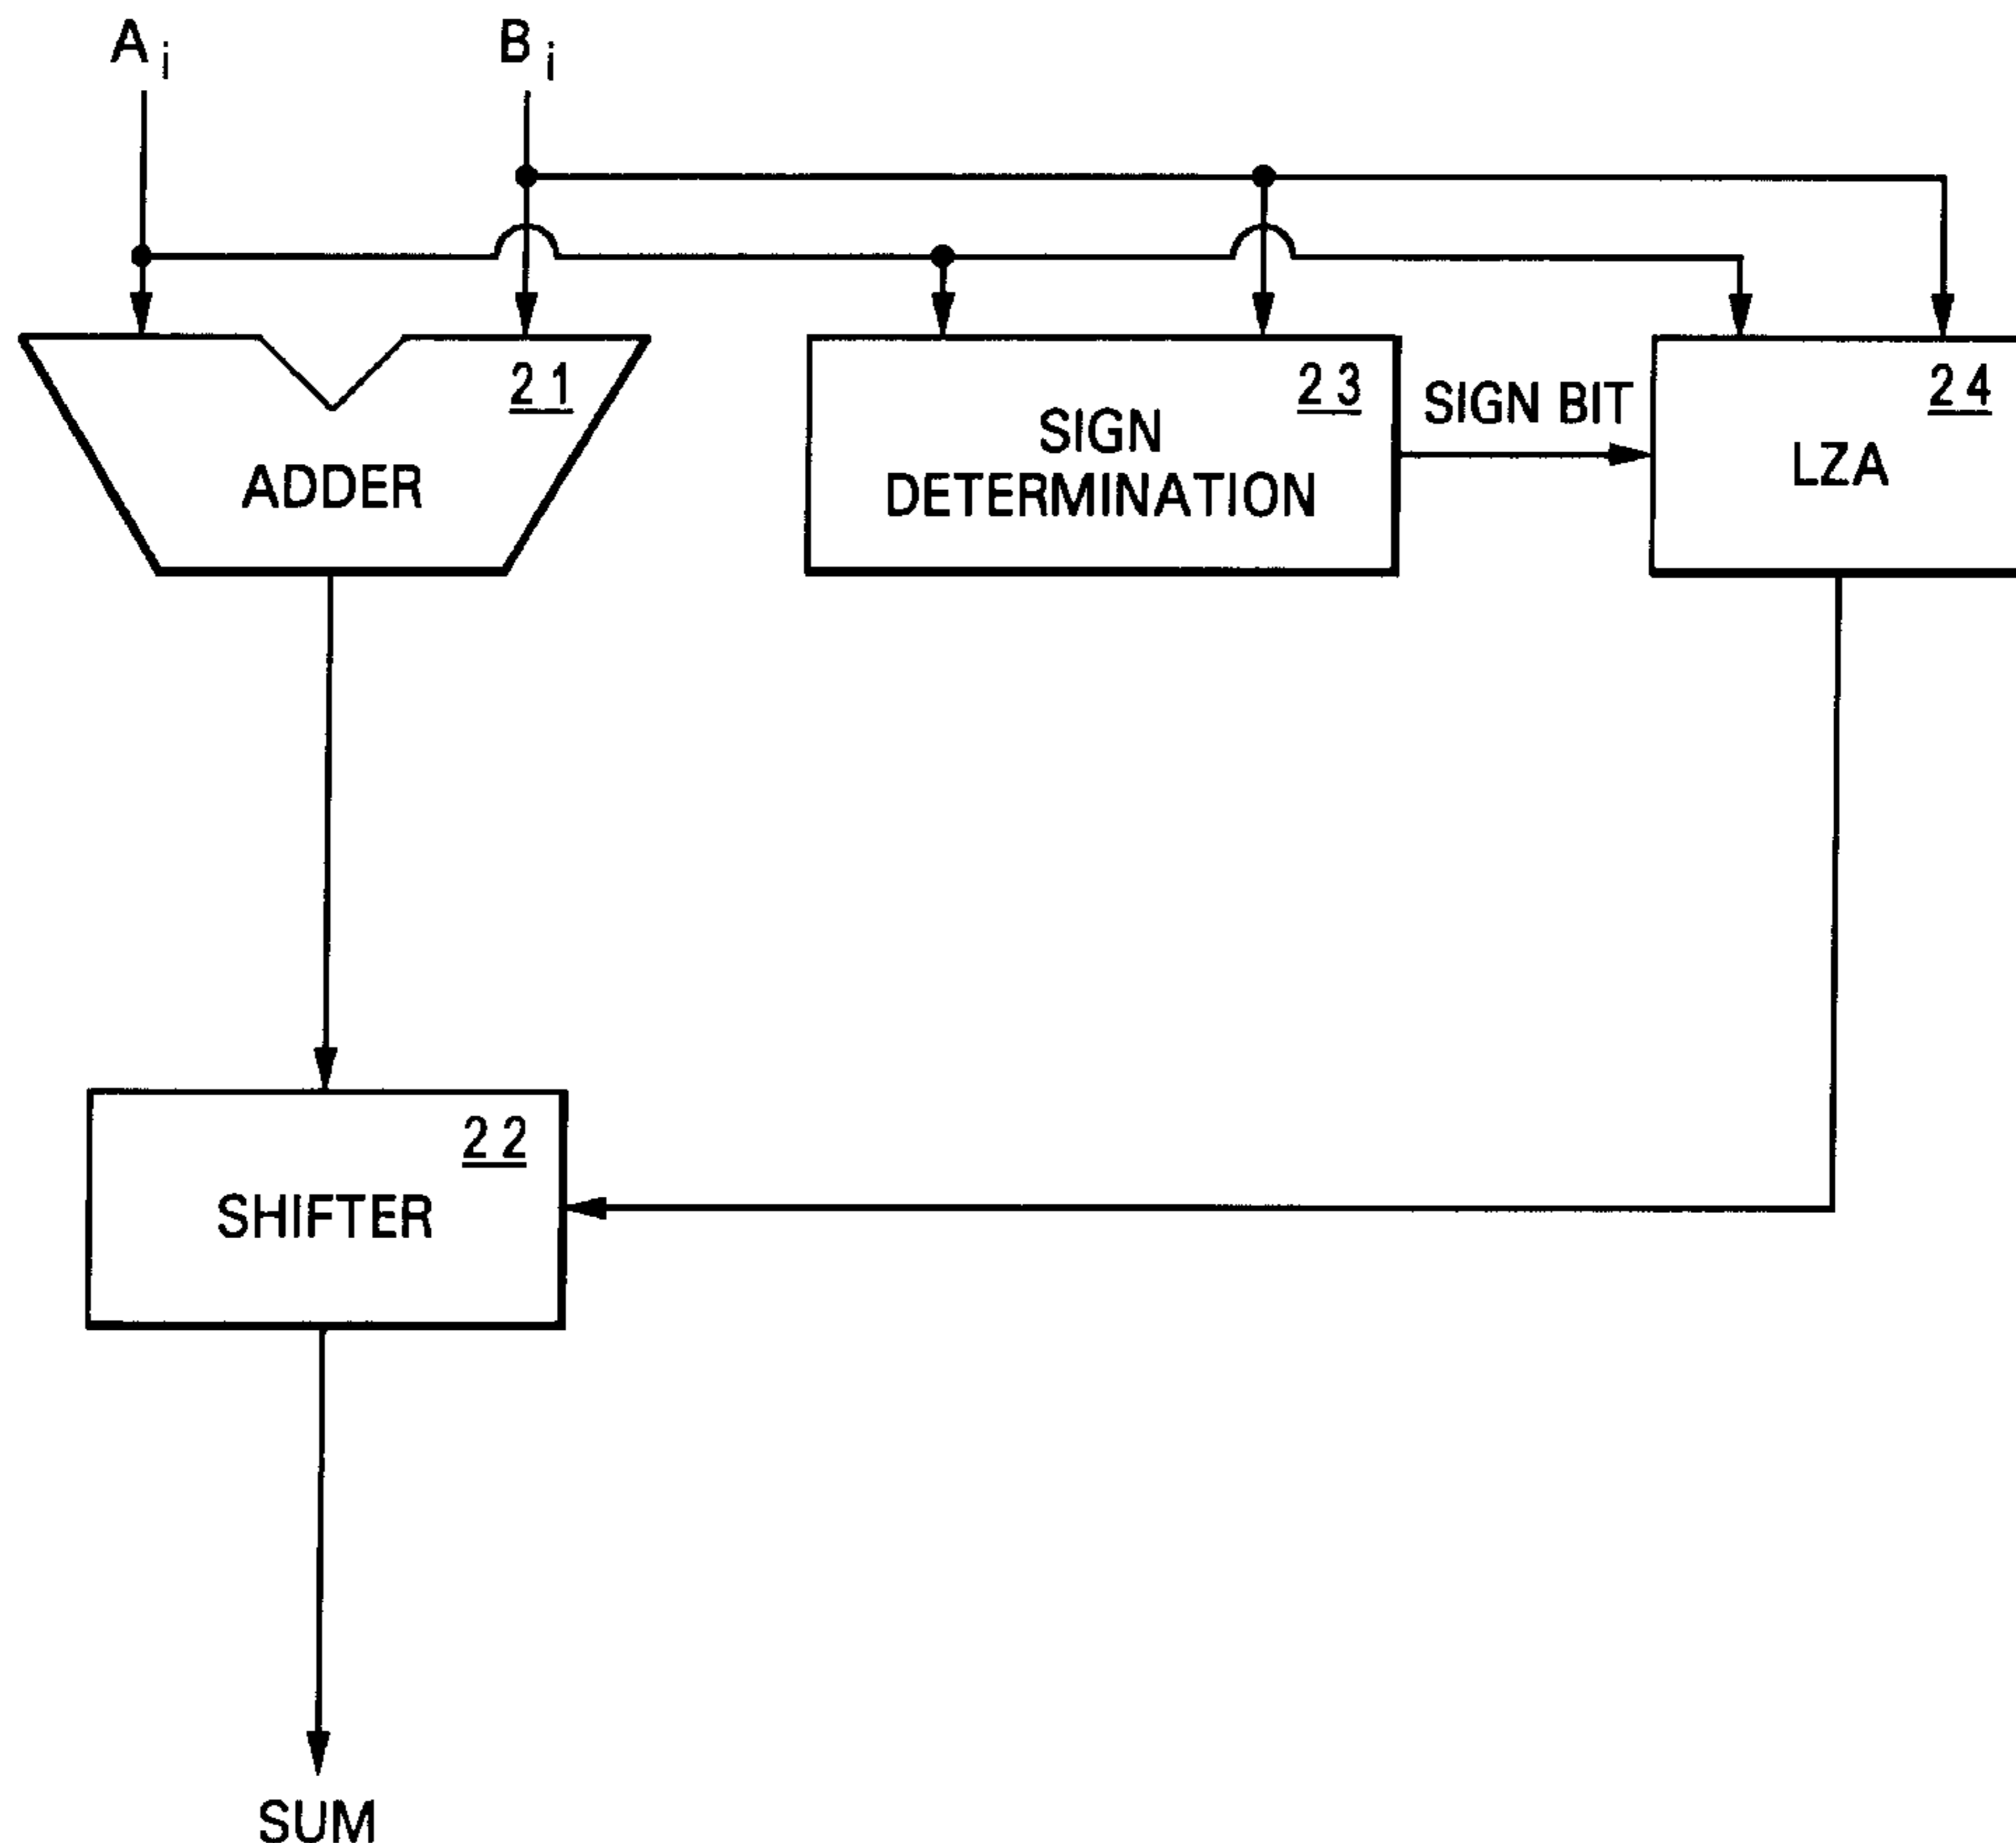 A i
B i
21
ADDER
23
SIGN
DETERMINATION
SIGN BIT
24
LZA
22
SHIFTER
SUM